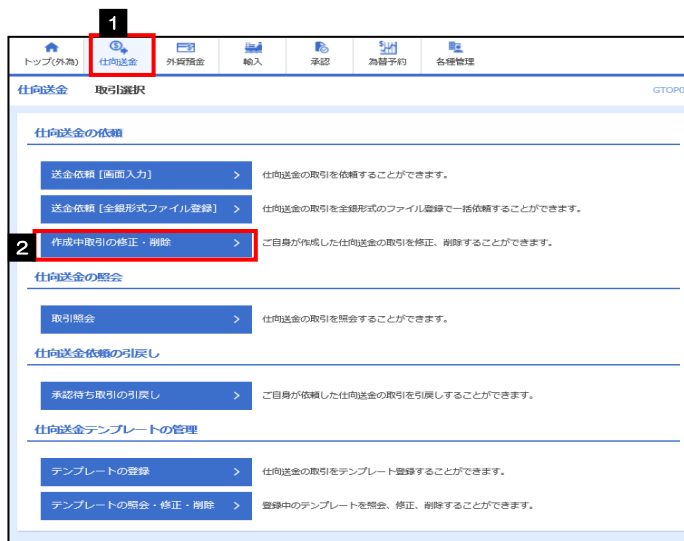 1
トップ(外為) 仕向送金 外貨預金 輸入 承認 為替予約 各種管理
仕向送金 取引選択 GTOP0
仕向送金の依頼
送金依頼 [画面入力] > 仕向送金の取引を依頼することができます。
送金依頼 [全銀形式ファイル登録] > 仕向送金の取引を全銀形式のファイル登録で一括依頼することができます。
2 作成中取引の修正・削除 > ご自身が作成した仕向送金の取引を修正、削除することができます。
仕向送金の照会
取引照会 > 仕向送金の取引を照会することができます。
仕向送金依頼の引戻し
承認待ち取引の引戻し > ご自身が依頼した仕向送金の取引を引戻しすることができます。
仕向送金テンプレートの管理
テンプレートの登録 > 仕向送金の取引をテンプレート登録することができます。
テンプレートの照会・修正・削除 > 登録中のテンプレートを照会、修正、削除することができます。